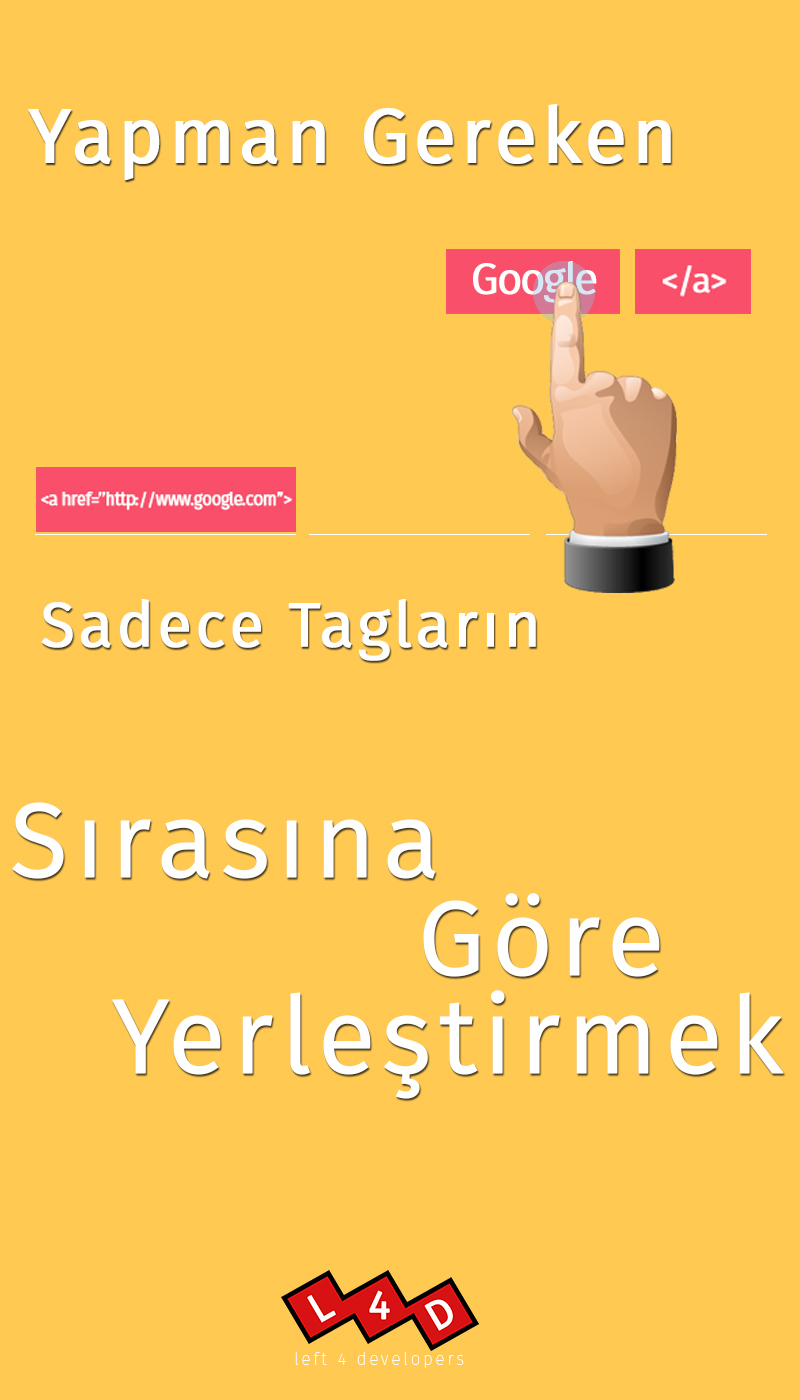 Yapman Gereken
Google </a>
<a href="http://www.google.com">
Sadece Tagların
Sırasına
Göre
Yerleştirmek
L 4 D
left 4 developers